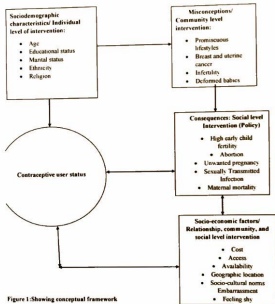 Sociodemographic
characteristics/ Individual
level of intervention:
• Age
• Educational status
• Marital status
• Ethnicity
• Religion
Misconceptions/
Community level
intervention:
• Promiscuous
lifestyles
• Breast and uterine
cancer
• Infertility
• Deformed babies
Contraceptive user status
Consequences: Social level
Intervention (Policy)
• High early child
fertility
• Abortion
• Unwanted pregnancy
• Sexually Transmitted
Infection
• Maternal mortality
Socio-economic factors/
Relationship, community, and
social level intervention
• Cost
• Access
• Availability
• Geographic location
• Socio-cultural norms
Embarrassment
• Feeling shy
Figure 1:Showing conceptual framework